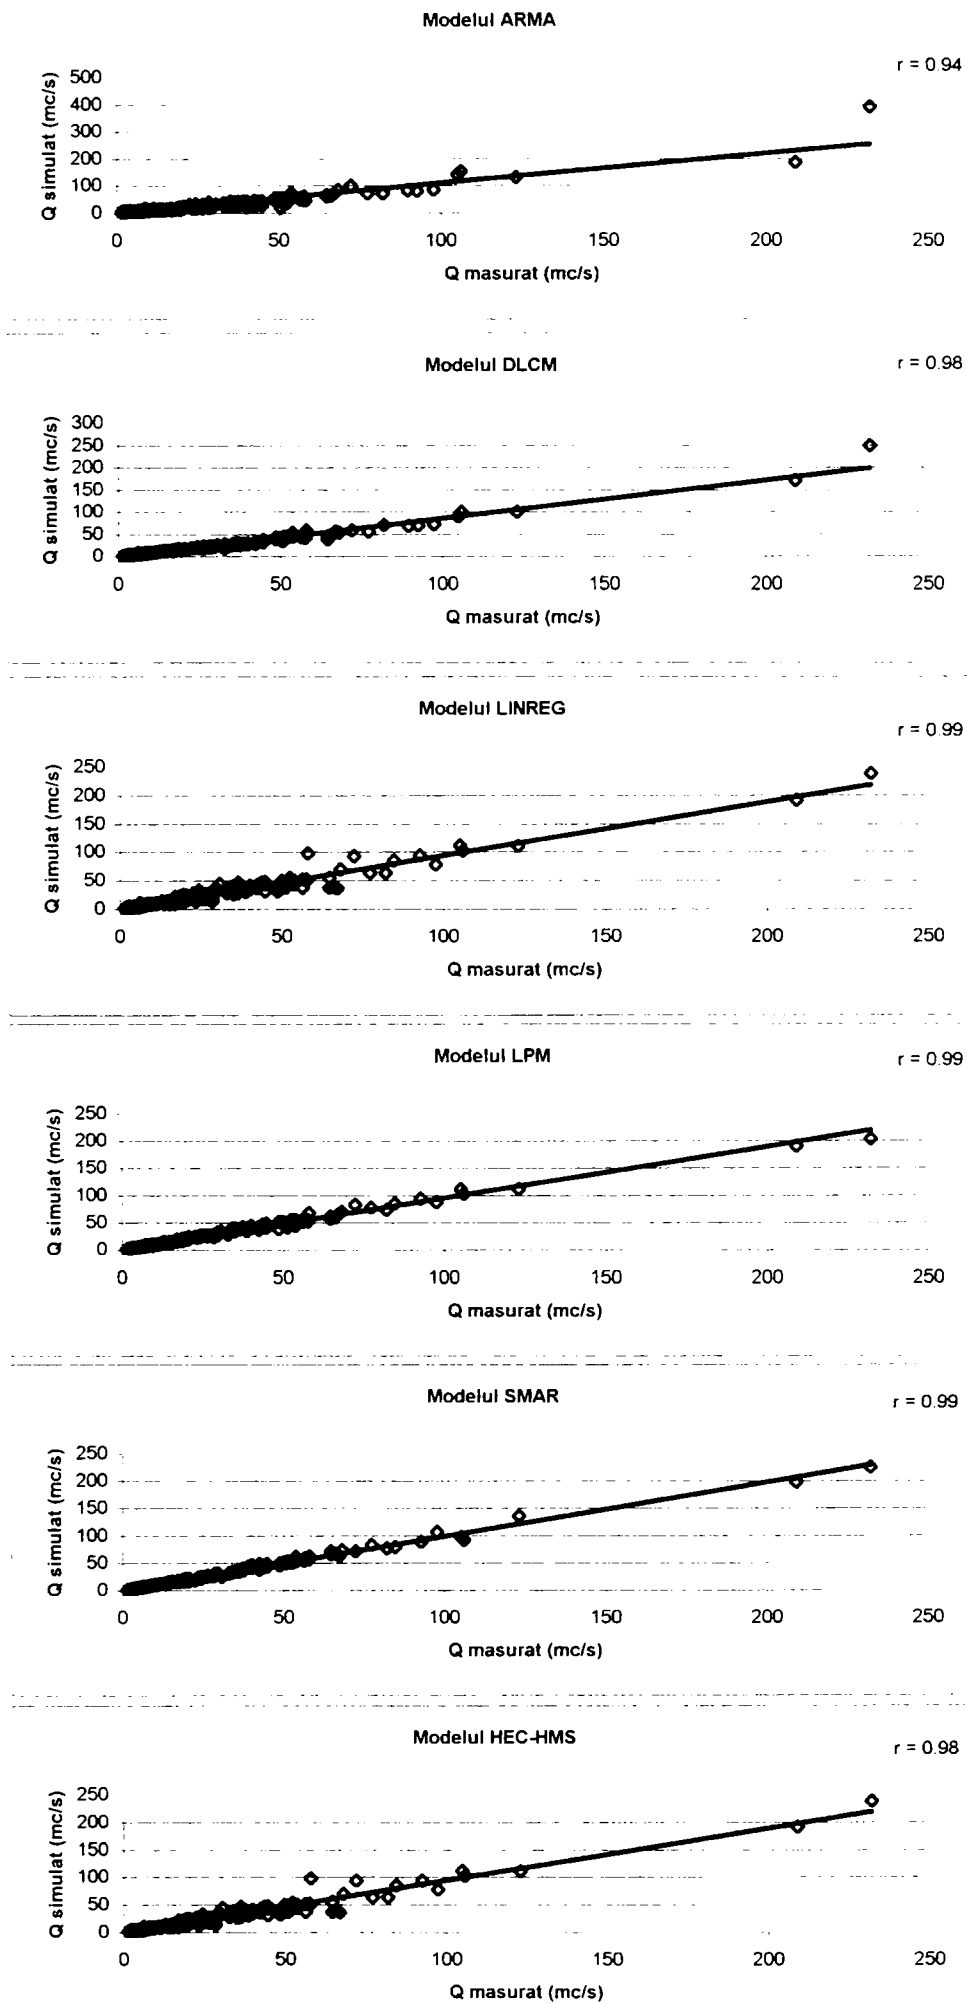 Modelul ARMA
r = 0.94
Q simulat (mc/s)
500
400
300
200
100
0
0 50 100 150 200 250
Q masurat (mc/s)
Modelul DLCM
r = 0.98
Q simulat (mc/s)
300
250
200
150
100
50
0
0 50 100 150 200 250
Q masurat (mc/s)
Modelul LINREG
r = 0.99
Q simulat (mc/s)
250
200
150
100
50
0
0 50 100 150 200 250
Q masurat (mc/s)
Modelul LPM
r = 0.99
Q simulat (mc/s)
250
200
150
100
50
0
0 50 100 150 200 250
Q masurat (mc/s)
Modelul SMAR
r = 0.99
Q simulat (mc/s)
250
200
150
100
50
0
0 50 100 150 200 250
Q masurat (mc/s)
Modelul HEC-HMS
r = 0.98
Q simulat (mc/s)
250
200
150
100
50
0
0 50 100 150 200 250
Q masurat (mc/s)